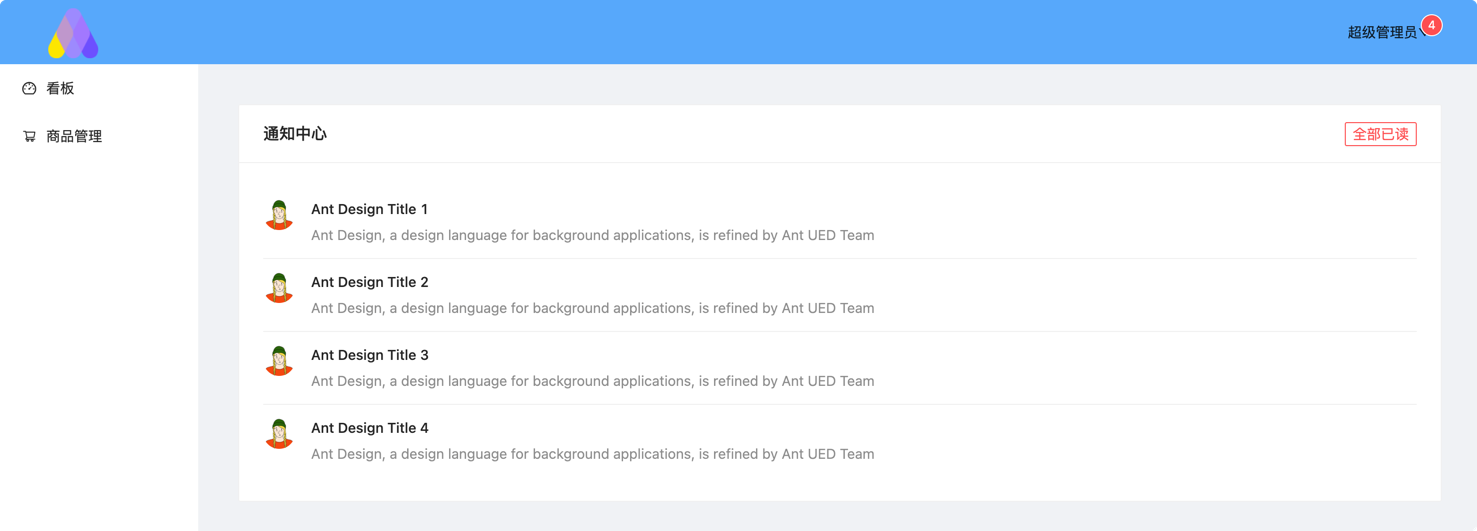 超级管理员
4
看板
商品管理
通知中心
全部已读
Ant Design Title 1
Ant Design, a design language for background applications, is refined by Ant UED Team
Ant Design Title 2
Ant Design, a design language for background applications, is refined by Ant UED Team
Ant Design Title 3
Ant Design, a design language for background applications, is refined by Ant UED Team
Ant Design Title 4
Ant Design, a design language for background applications, is refined by Ant UED Team